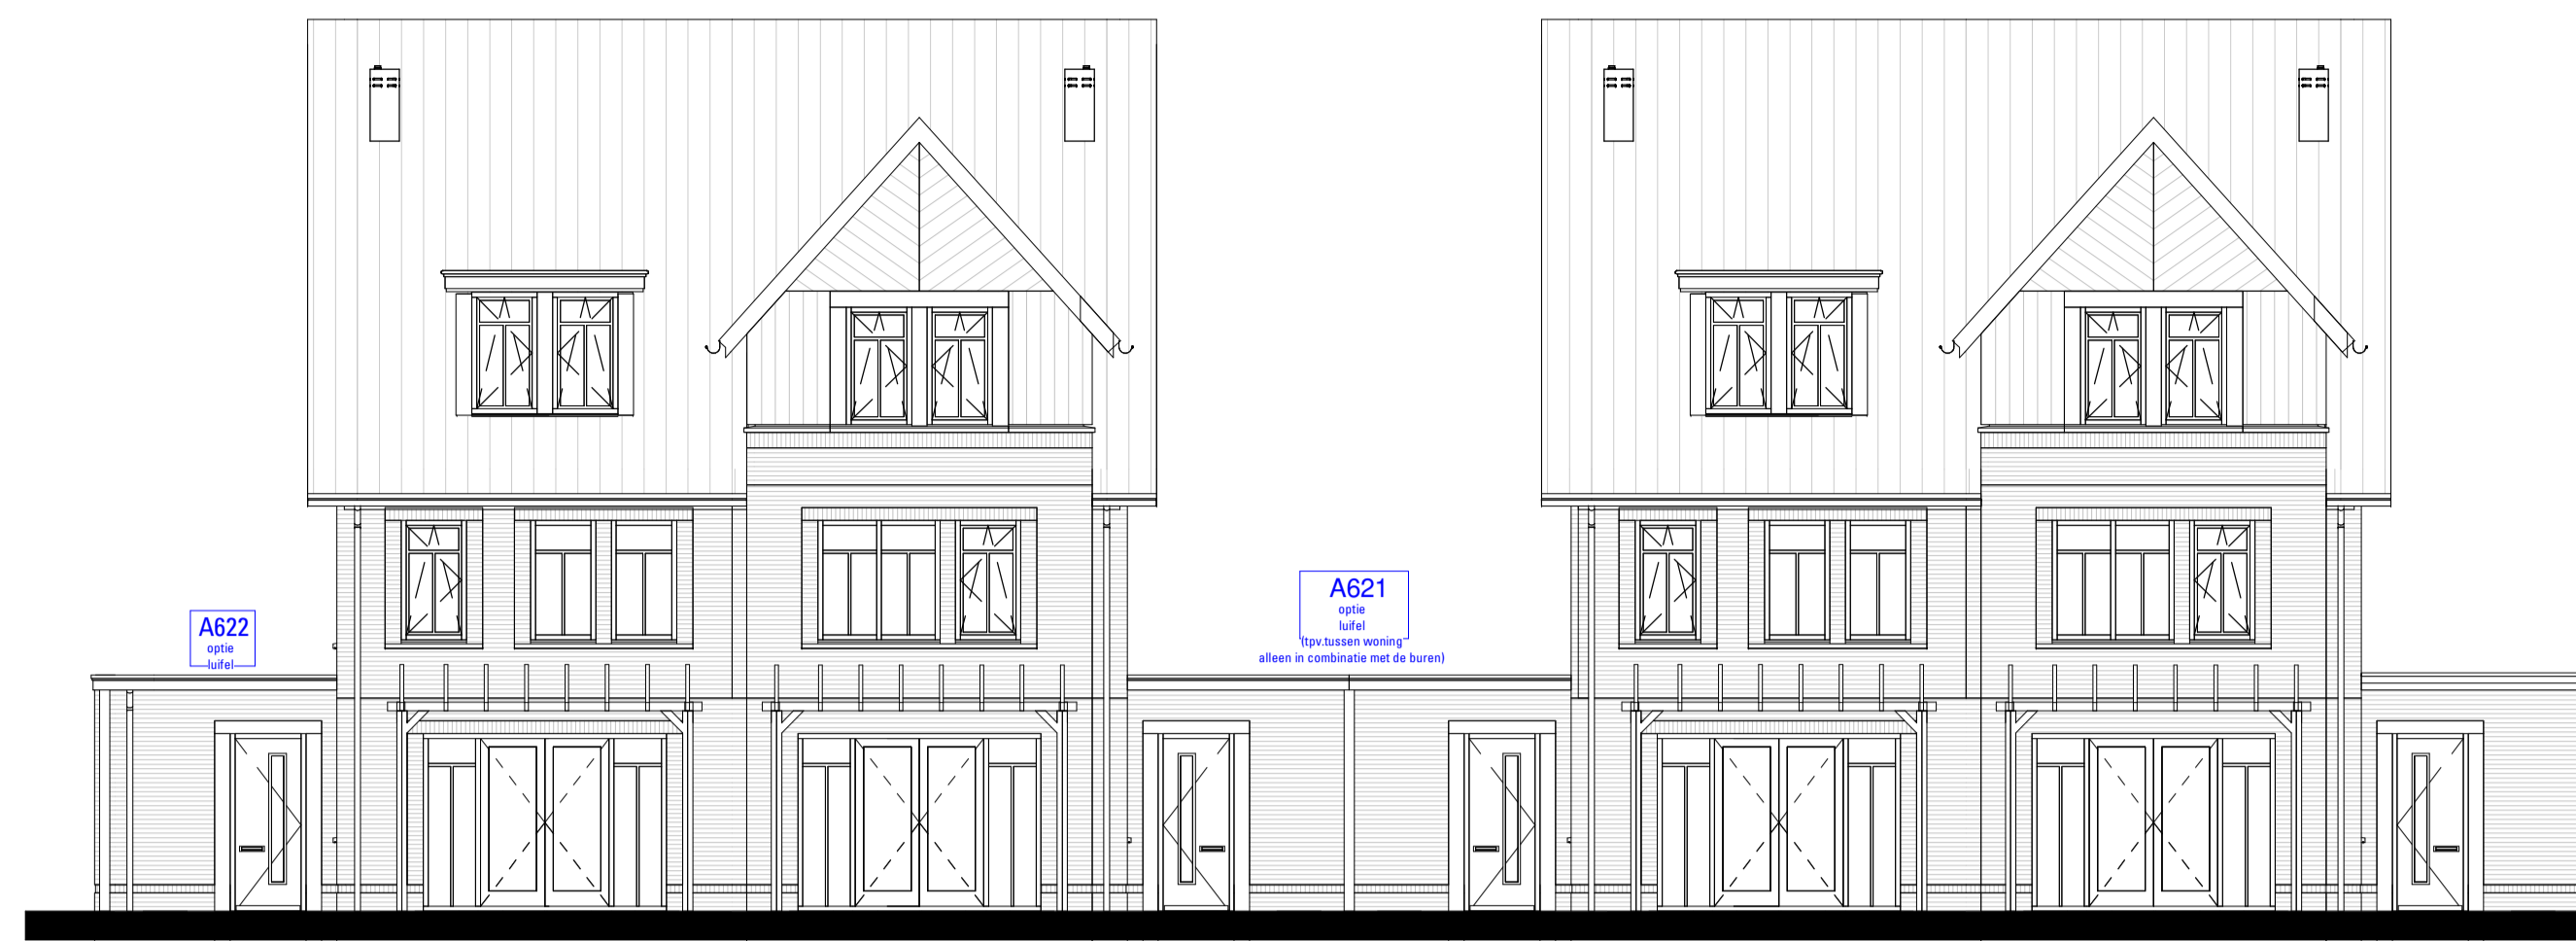 A622
optie
luifel
A621
optie
luifel
(tpv.tussen woning
alleen in combinatie met de buren)